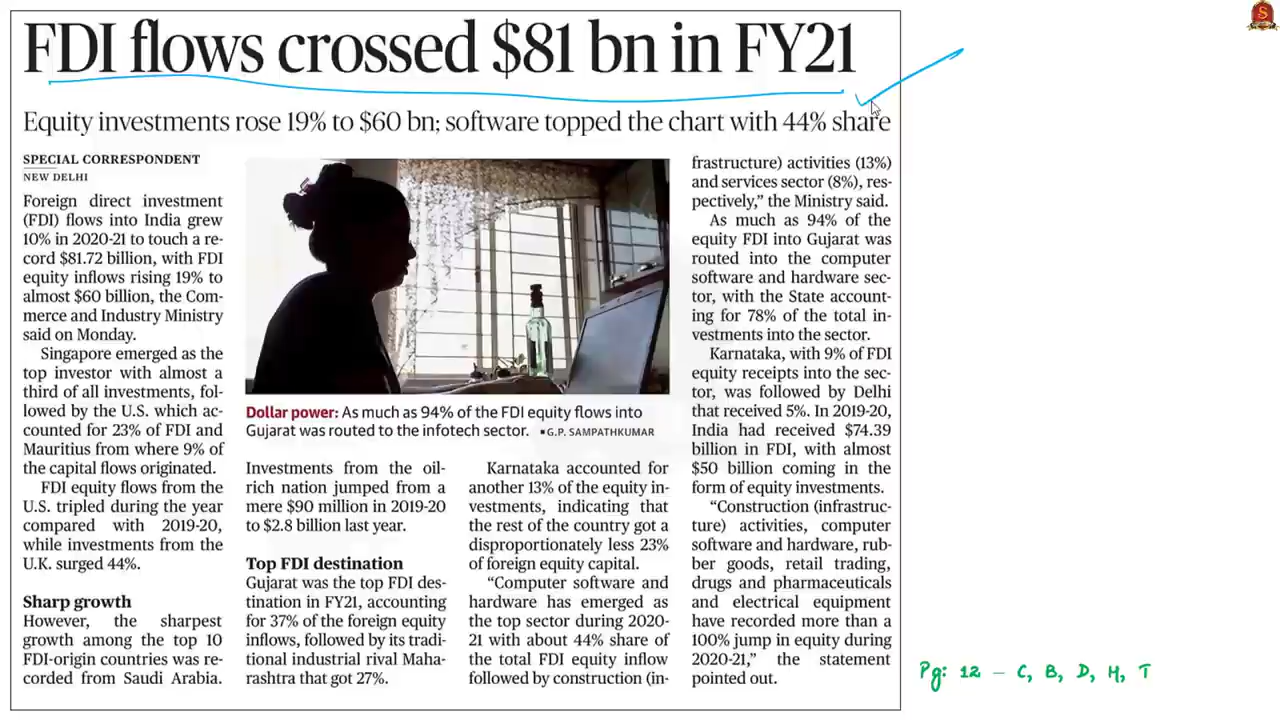 FDI flows crossed $81 bn in FY21
Equity investments rose 19% to $60 bn; software topped the chart with 44% share
SPECIAL CORRESPONDENT
NEW DELHI
Foreign direct investment
(FDI) flows into India grew
10% in 2020-21 to touch a re-
cord $81.72 billion, with FDI
equity inflows rising 19% to
almost $60 billion, the Com-
merce and Industry Ministry
said on Monday.
Singapore emerged as the
top investor with almost a
third of all investments, fol-
lowed by the U.S. which ac-
counted for 23% of FDI and
Mauritius from where 9% of
the capital flows originated.
FDI equity flows from the
U.S. tripled during the year
compared with 2019-20,
while investments from the
U.K. surged 44%.
Sharp growth
However, the sharpest
growth among the top 10
FDI-origin countries was re-
corded from Saudi Arabia.
Dollar power: As much as 94% of the FDI equity flows into
Gujarat was routed to the infotech sector. ■ G.P. SAMPATHKUMAR
Investments from the oil-
rich nation jumped from a
mere $90 million in 2019-20
to $2.8 billion last year.
Top FDI destination
Gujarat was the top FDI des-
tination in FY21, accounting
for 37% of the foreign equity
inflows, followed by its tradi-
tional industrial rival Maha-
rashtra that got 27%.
Karnataka accounted for
another 13% of the equity in-
vestments, indicating that
the rest of the country got a
disproportionately less 23%
of foreign equity capital.
“Computer software and
hardware has emerged as
the top sector during 2020-
21 with about 44% share of
the total FDI equity inflow
followed by construction (in-
frastructure) activities (13%)
and services sector (8%), res-
pectively,” the Ministry said.
As much as 94% of the
equity FDI into Gujarat was
routed into the computer
software and hardware sec-
tor, with the State account-
ing for 78% of the total in-
vestments into the sector.
Karnataka, with 9% of FDI
equity receipts into the sec-
tor, was followed by Delhi
that received 5%. In 2019-20,
India had received $74.39
billion in FDI, with almost
$50 billion coming in the
form of equity investments.
“Construction (infrastruc-
ture) activities, computer
software and hardware, rub-
ber goods, retail trading,
drugs and pharmaceuticals
and electrical equipment
have recorded more than a
100% jump in equity during
2020-21,” the statement
pointed out.
Pg: 12 – C, B, D, H, T